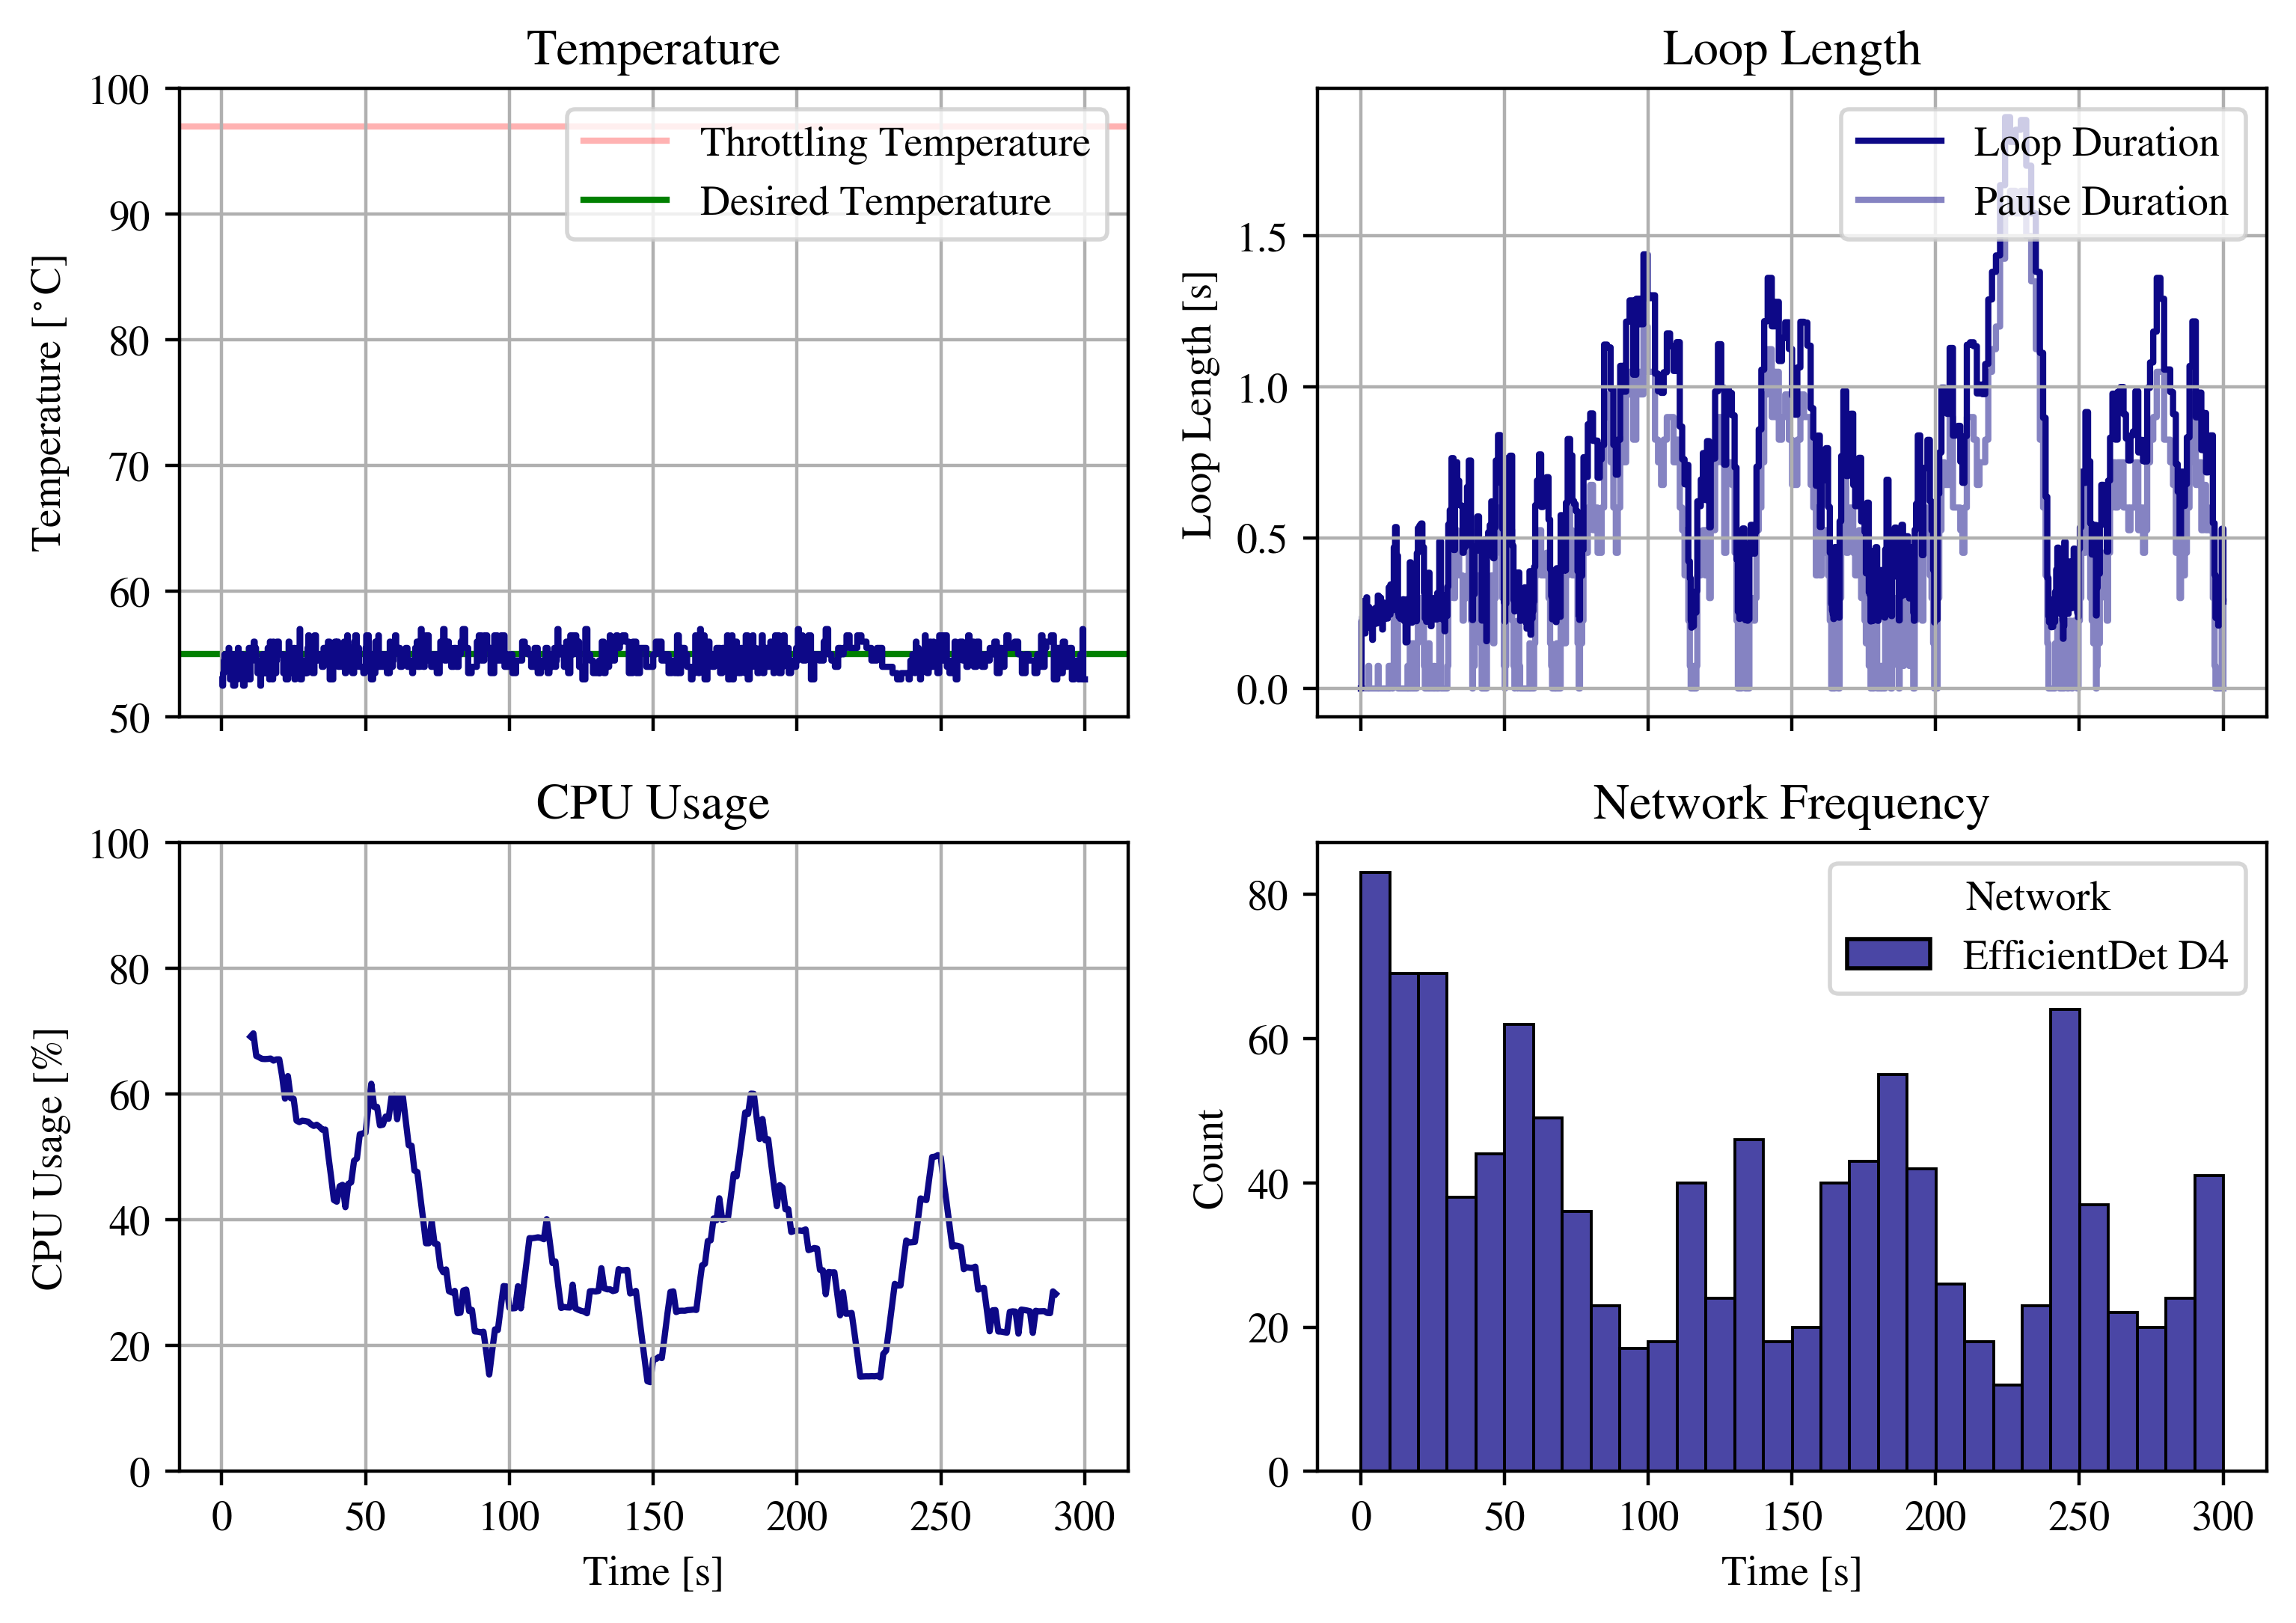 Temperature
100
90
80
70
60
50
Temperature [°C]
Throttling Temperature
Desired Temperature
Loop Length
1.5
1.0
0.5
0.0
Loop Length [s]
Loop Duration
Pause Duration
CPU Usage
100
80
60
40
20
0
CPU Usage [%]
0 50 100 150 200 250 300
Time [s]
Network Frequency
80
60
40
20
0
Count
Network
EfficientDet D4
0 50 100 150 200 250 300
Time [s]